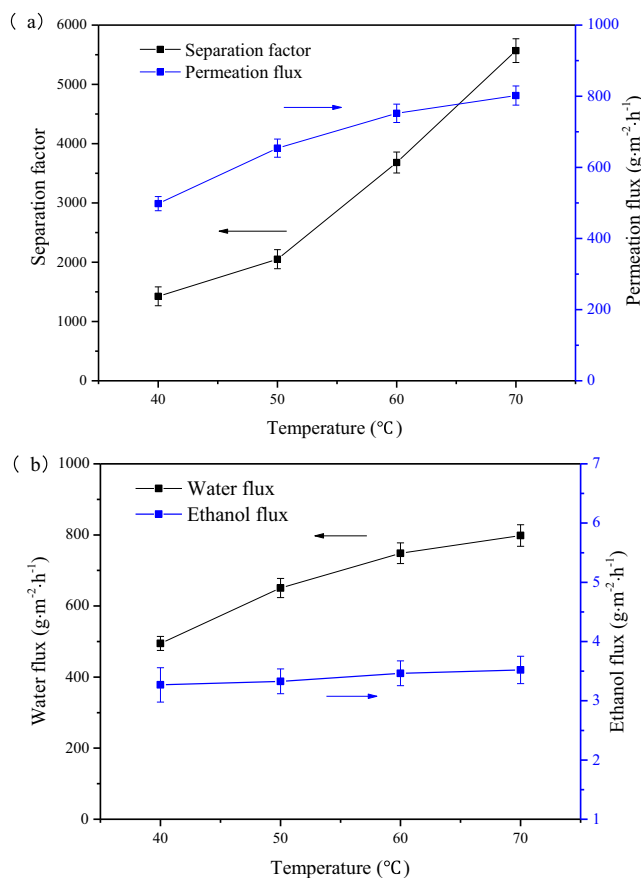 ( a)
6000
5000
4000
3000
2000
1000
0
Separation factor
Separation factor
Permeation flux
1000
800
600
400
200
0
Permeation flux (g·m⁻²·h⁻¹)
40 50 60 70
Temperature (℃)
( b)
1000
800
600
400
200
0
Water flux (g·m⁻²·h⁻¹)
Water flux
Ethanol flux
7
6
5
4
3
2
1
Ethanol flux (g·m⁻²·h⁻¹)
40 50 60 70
Temperature (℃)